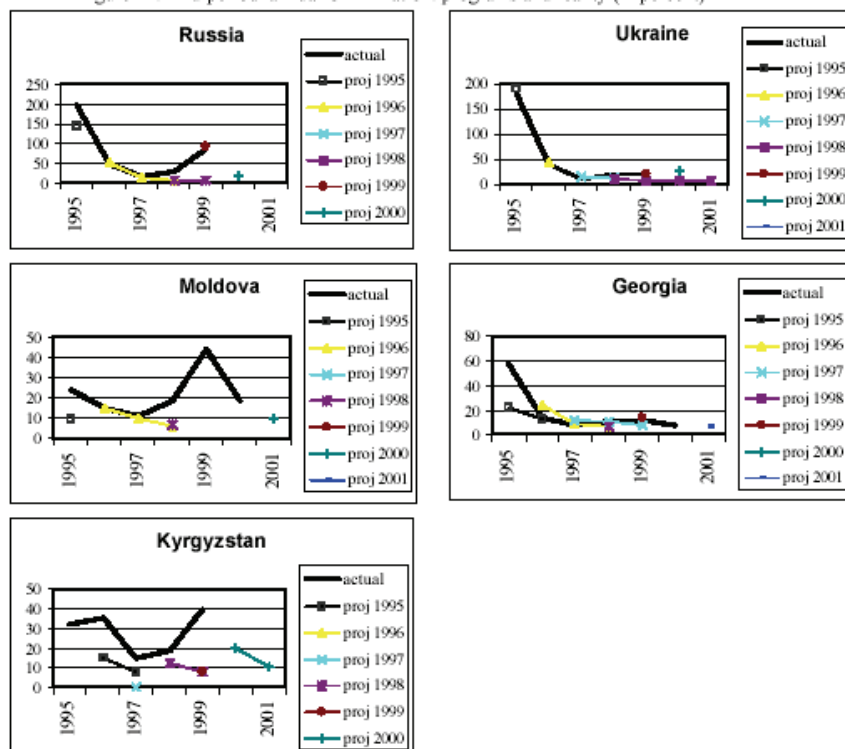 Russia
250
200
150
100
50
0
1995
1997
1999
2001
actual
proj 1995
proj 1996
proj 1997
proj 1998
proj 1999
proj 2000
Ukraine
200
150
100
50
0
1995
1997
1999
2001
actual
proj 1995
proj 1996
proj 1997
proj 1998
proj 1999
proj 2000
proj 2001
Moldova
50
40
30
20
10
0
1995
1997
1999
2001
actual
proj 1995
proj 1996
proj 1997
proj 1998
proj 1999
proj 2000
proj 2001
Georgia
80
60
40
20
0
1995
1997
1999
2001
actual
proj 1995
proj 1996
proj 1997
proj 1998
proj 1999
proj 2000
proj 2001
Kyrgyzstan
50
40
30
20
10
0
1995
1997
1999
2001
actual
proj 1995
proj 1996
proj 1997
proj 1998
proj 1999
proj 2000